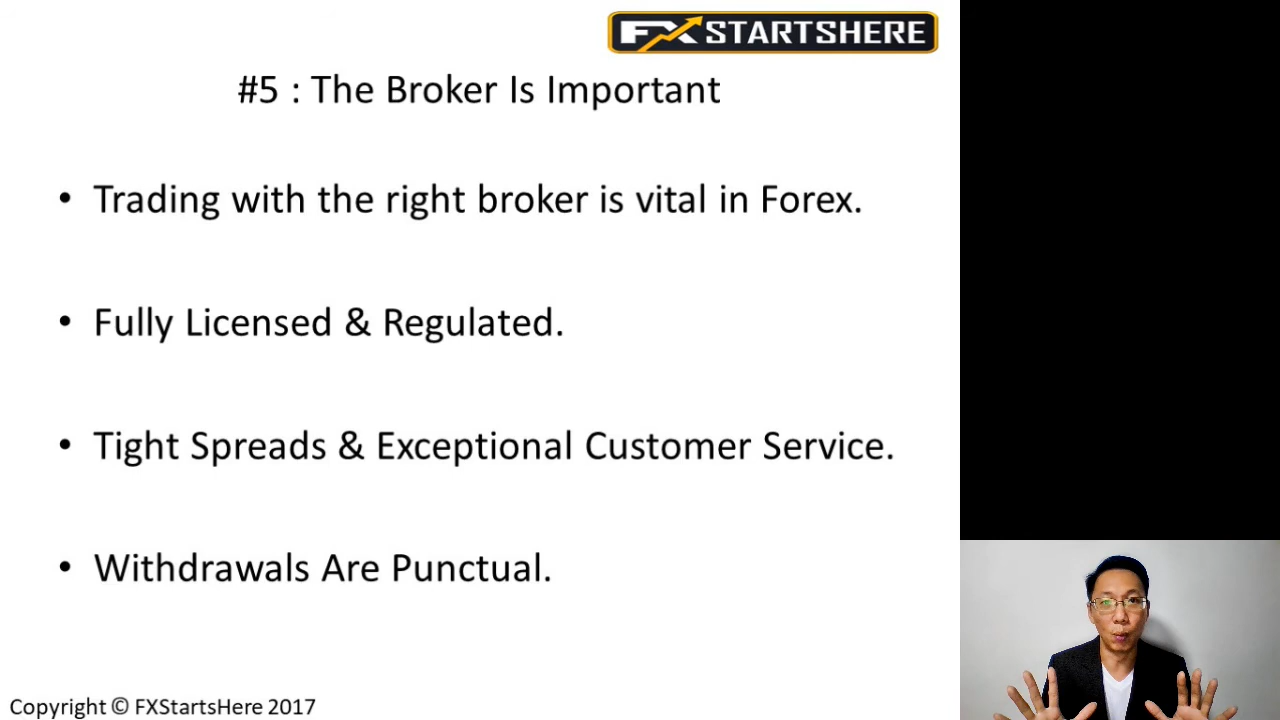 FX STARTSHERE
#5 : The Broker Is Important
• Trading with the right broker is vital in Forex.
• Fully Licensed & Regulated.
• Tight Spreads & Exceptional Customer Service.
• Withdrawals Are Punctual.
Copyright © FXStartsHere 2017